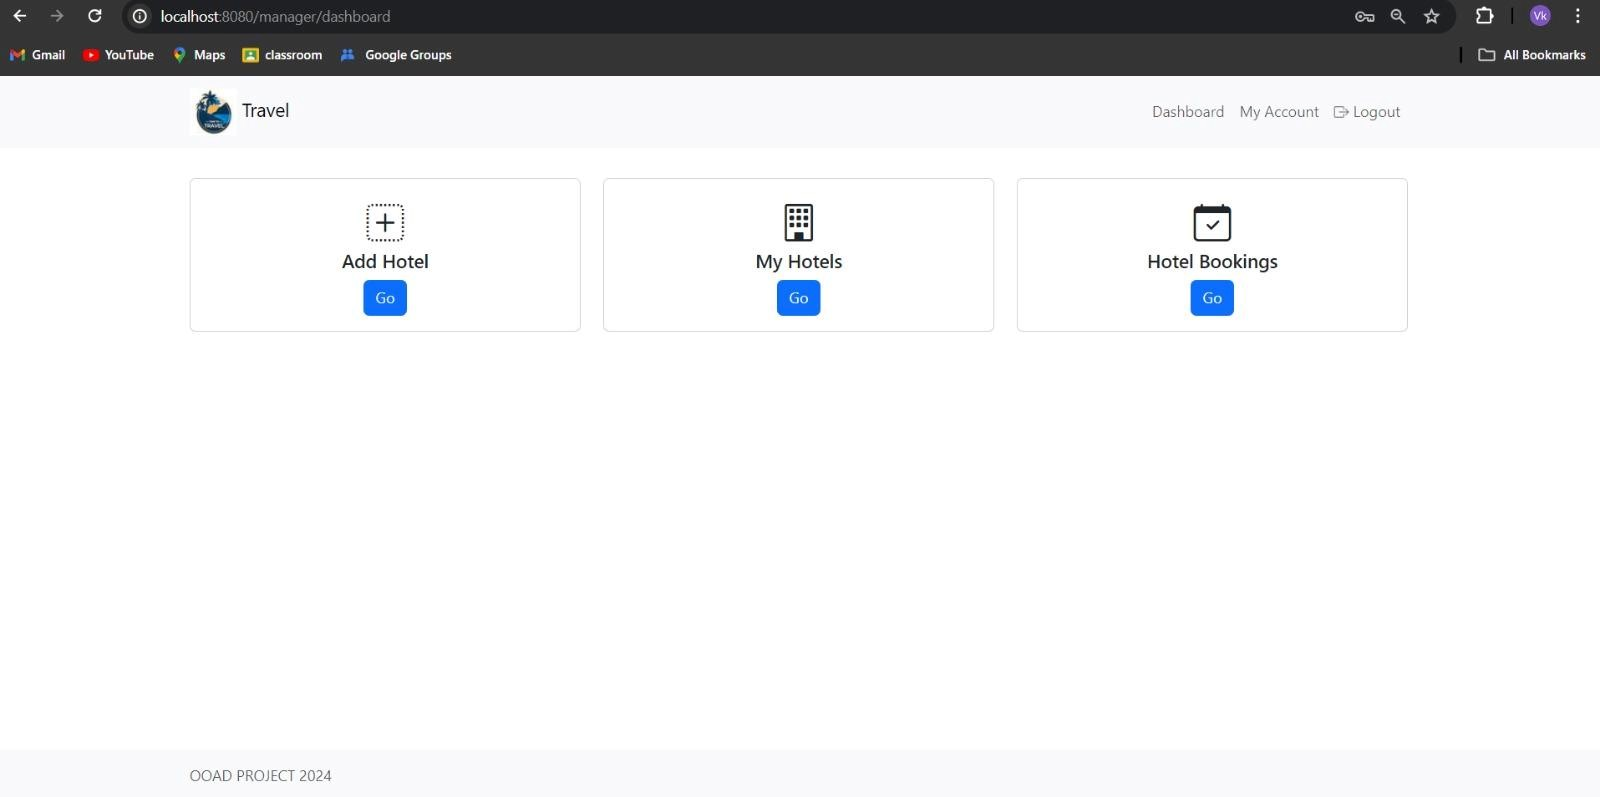 localhost:8080/manager/dashboard
Vk
Gmail YouTube Maps classroom Google Groups All Bookmarks
Travel Dashboard My Account Logout
Add Hotel My Hotels Hotel Bookings
Go Go Go
OOAD PROJECT 2024